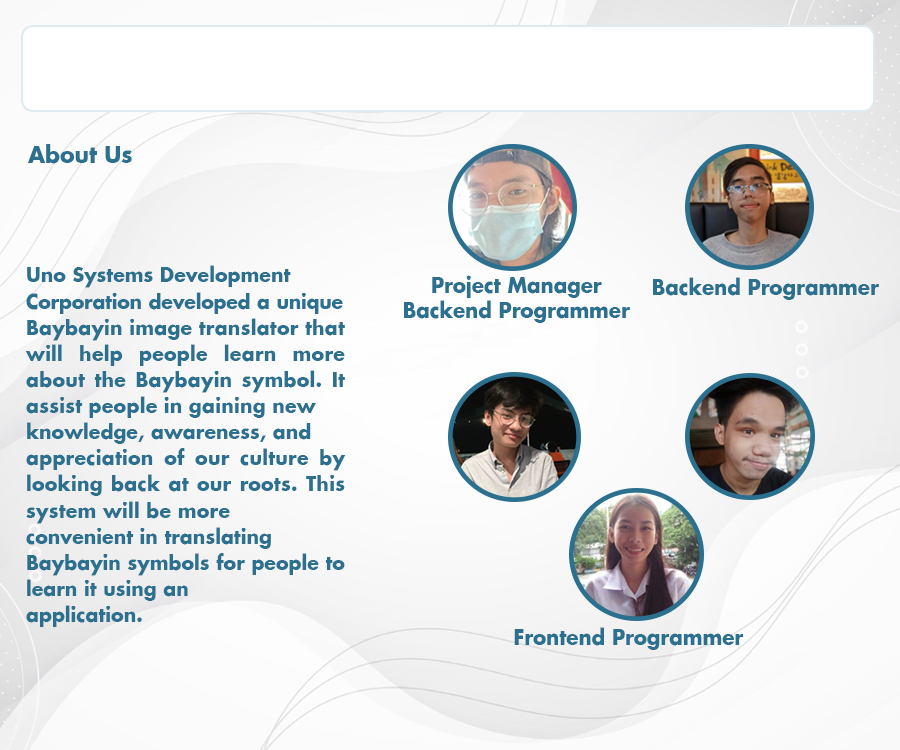 About Us
Uno Systems Development
Corporation developed a unique
Baybayin image translator that
will help people learn more
about the Baybayin symbol. It
assist people in gaining new
knowledge, awareness, and
appreciation of our culture by
looking back at our roots. This
system will be more
convenient in translating
Baybayin symbols for people to
learn it using an
application.
Project Manager
Backend Programmer
Backend Programmer
Frontend Programmer